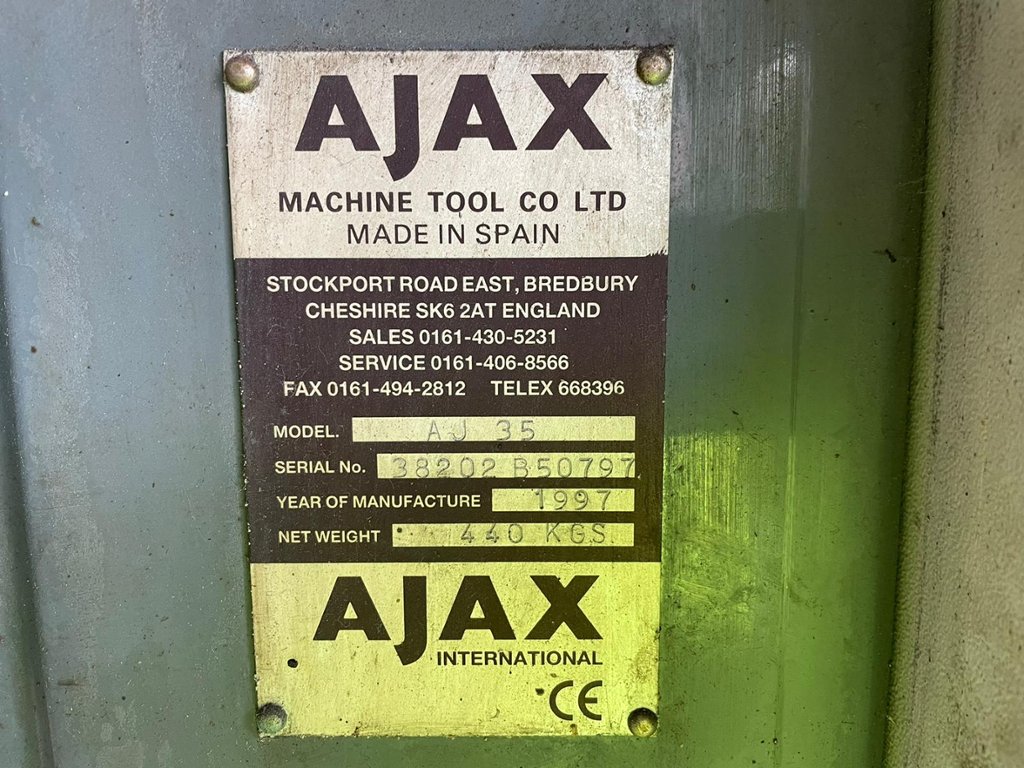 AJAX
MACHINE TOOL CO LTD
MADE IN SPAIN
STOCKPORT ROAD EAST, BREDBURY
CHESHIRE SK6 2AT ENGLAND
SALES 0161-430-5231
SERVICE 0161-406-8566
FAX 0161-494-2812 TELEX 668396
MODEL. AJ 35
SERIAL No. 38202 B50797
YEAR OF MANUFACTURE 1997
NET WEIGHT 440 KGS
AJAX
INTERNATIONAL
CE